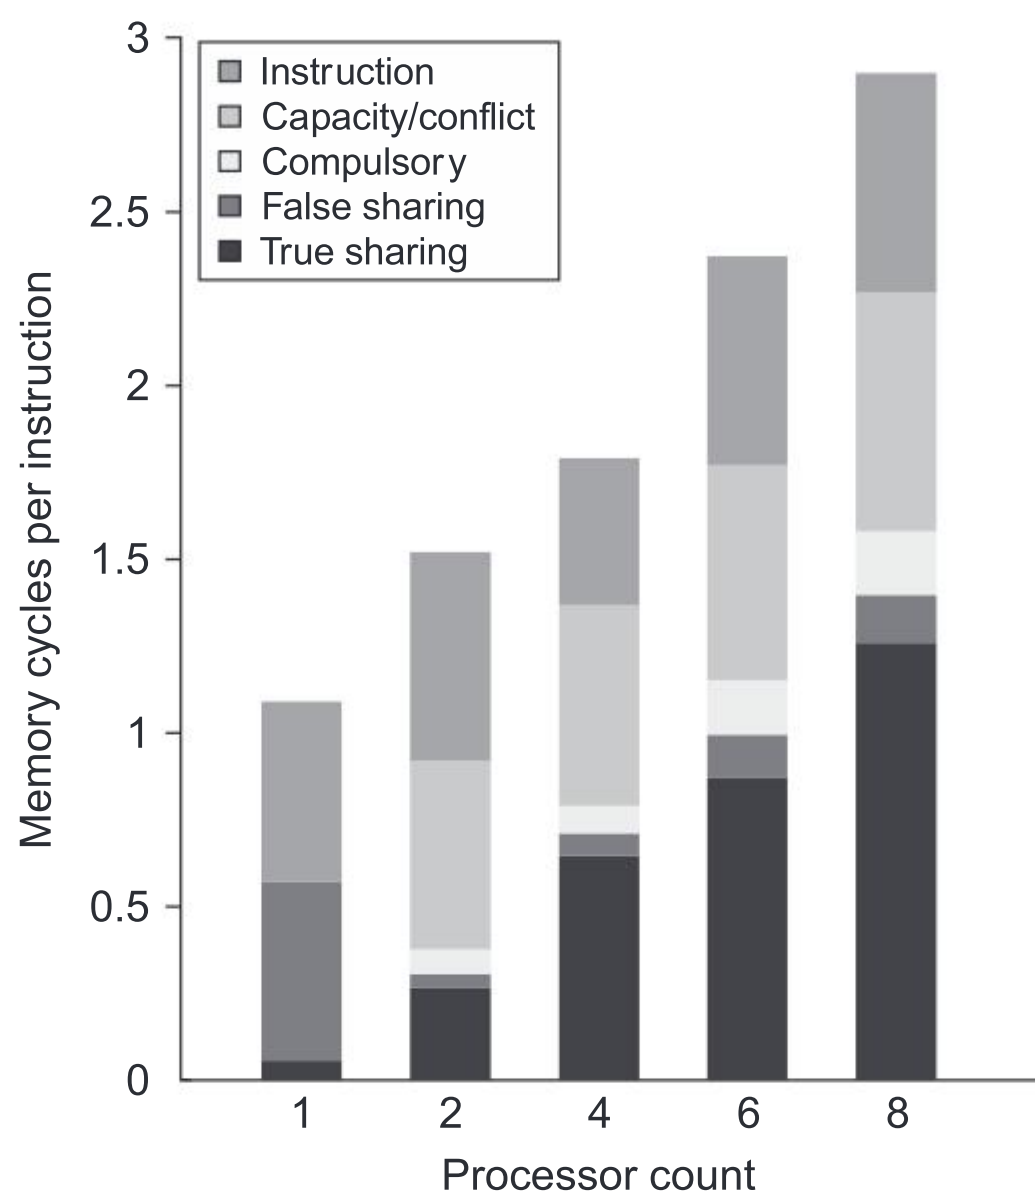 3
2.5
2
1.5
1
0.5
0
Memory cycles per instruction
Instruction
Capacity/conflict
Compulsory
False sharing
True sharing
1 2 4 6 8
Processor count